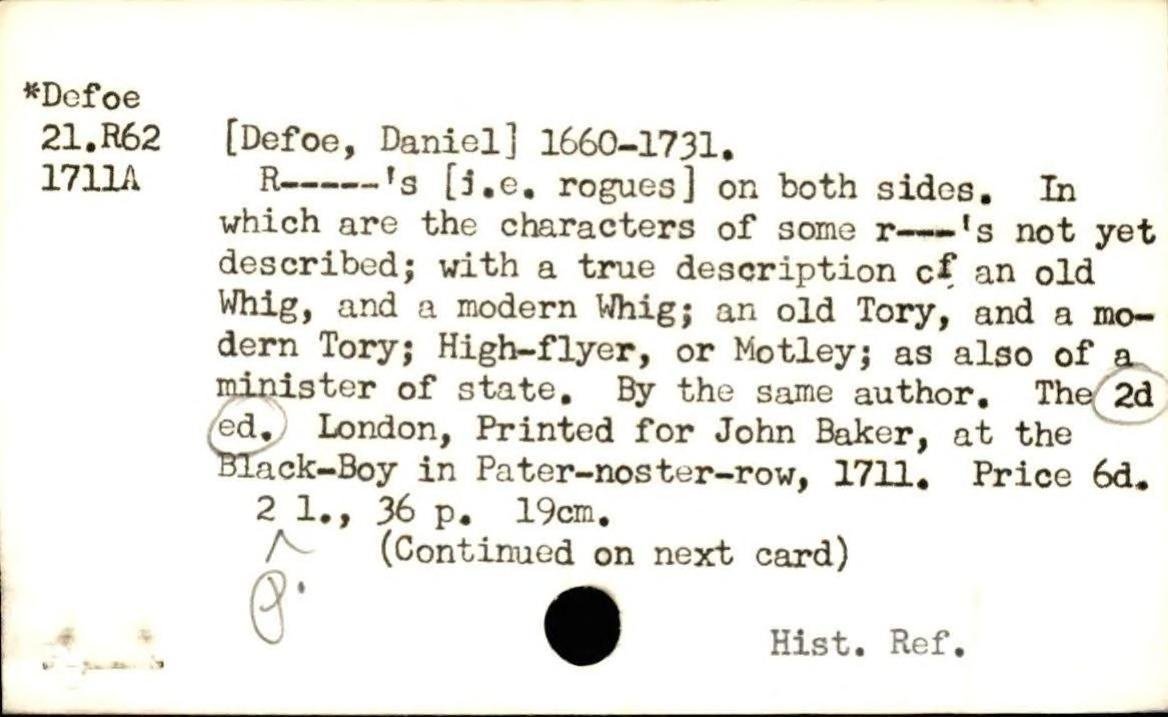 *Defoe
21.R62 [Defoe, Daniel] 1660-1731.
1711A R-----'s [i.e. rogues] on both sides. In
which are the characters of some r---'s not yet
described; with a true description of an old
Whig, and a modern Whig; an old Tory, and a mo-
dern Tory; High-flyer, or Motley; as also of a
minister of state. By the same author. The 2d
ed. London, Printed for John Baker, at the
Black-Boy in Pater-noster-row, 1711. Price 6d.
2 l., 36 p. 19cm.
(Continued on next card)
p.
Hist. Ref.